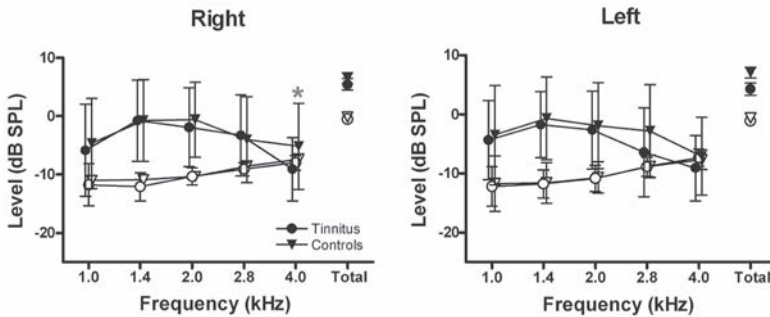 Right
Left
Level (dB SPL)
10
0
-10
-20
*
Tinnitus
Controls
1.0 1.4 2.0 2.8 4.0 Total
Frequency (kHz)
Level (dB SPL)
10
0
-10
-20
1.0 1.4 2.0 2.8 4.0 Total
Frequency (kHz)